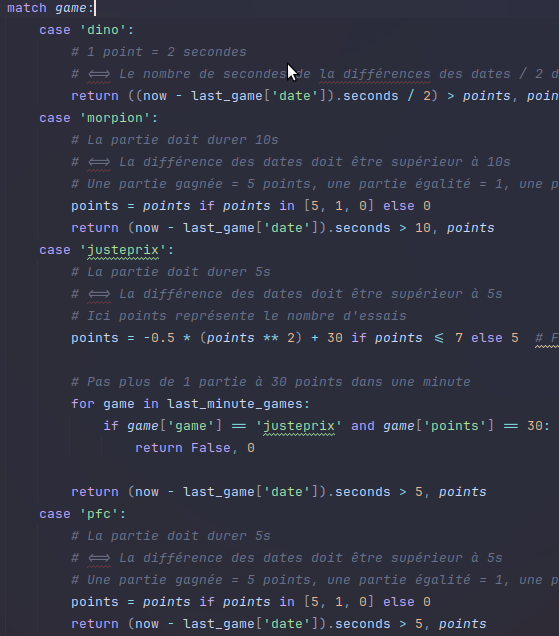 match game:
case 'dino':
# 1 point = 2 secondes
# <=> Le nombre de secondes de la différences des dates / 2 d
return ((now - last_game['date']).seconds / 2) > points, poin
case 'morpion':
# La partie doit durer 10s
# <=> La différence des dates doit être supérieur à 10s
# Une partie gagnée = 5 points, une partie égalité = 1, une p
points = points if points in [5, 1, 0] else 0
return (now - last_game['date']).seconds > 10, points
case 'justeprix':
# La partie doit durer 5s
# <=> La différence des dates doit être supérieur à 5s
# Ici points représente le nombre d'essais
points = -0.5 * (points ** 2) + 30 if points <= 7 else 5 # F
# Pas plus de 1 partie à 30 points dans une minute
for game in last_minute_games:
if game['game'] == 'justeprix' and game['points'] == 30:
return False, 0
return (now - last_game['date']).seconds > 5, points
case 'pfc':
# La partie doit durer 5s
# <=> La différence des dates doit être supérieur à 5s
# Une partie gagnée = 5 points, une partie égalité = 1, une p
points = points if points in [5, 1, 0] else 0
return (now - last_game['date']).seconds > 5, points